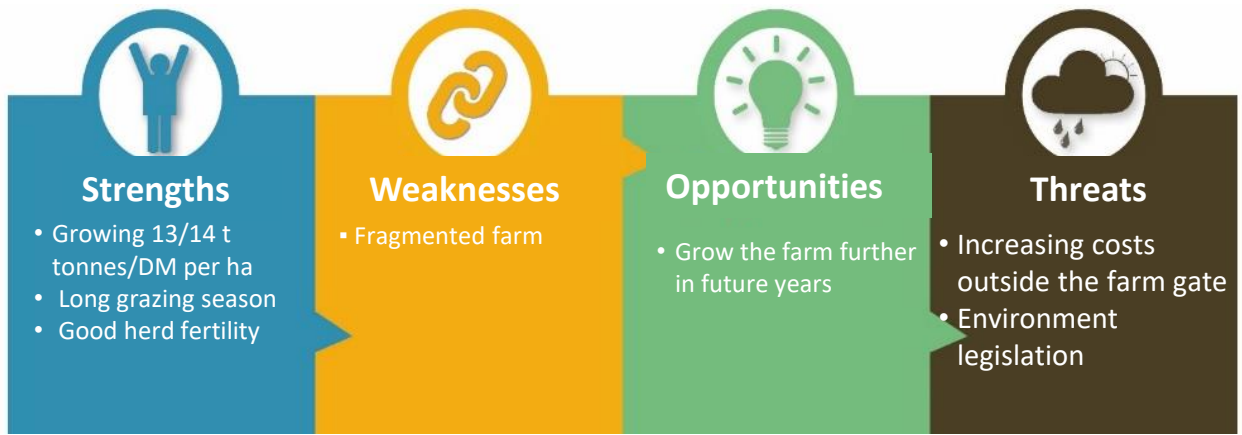 Strengths
• Growing 13/14 t
tonnes/DM per ha
• Long grazing season
• Good herd fertility
Weaknesses
▪ Fragmented farm
Opportunities
• Grow the farm further
in future years
Threats
• Increasing costs
outside the farm gate
• Environment
legislation